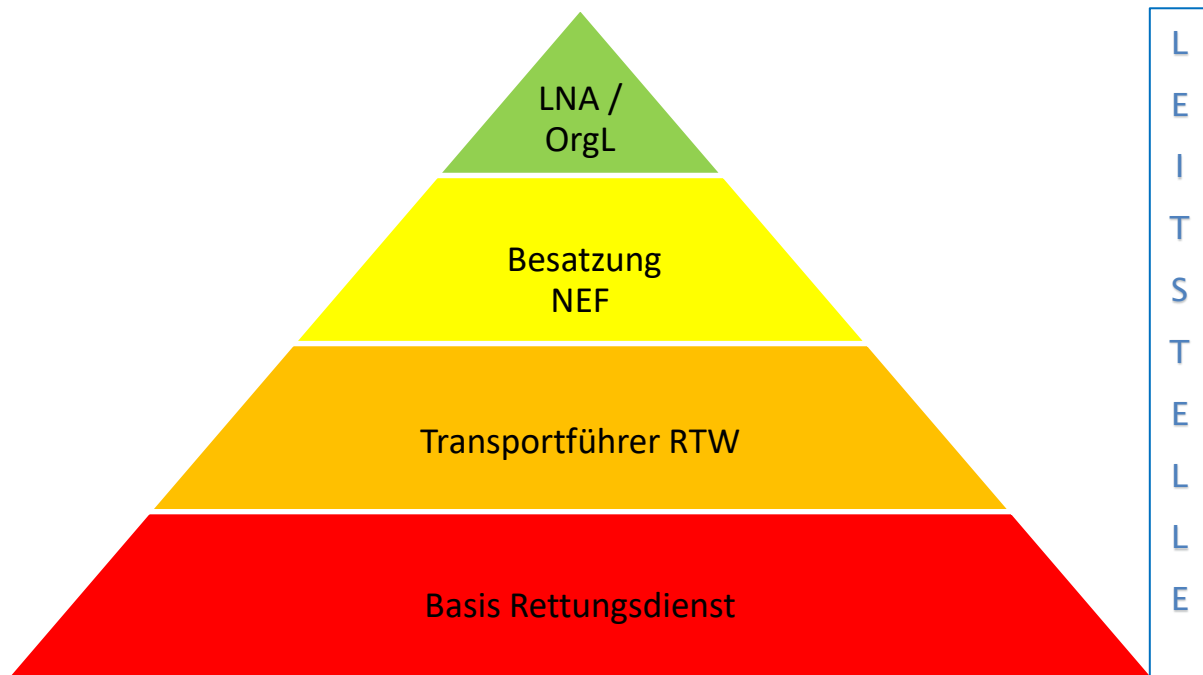 LNA /
OrgL
Besatzung
NEF
Transportführer RTW
Basis Rettungsdienst
L
E
I
T
S
T
E
L
L
E